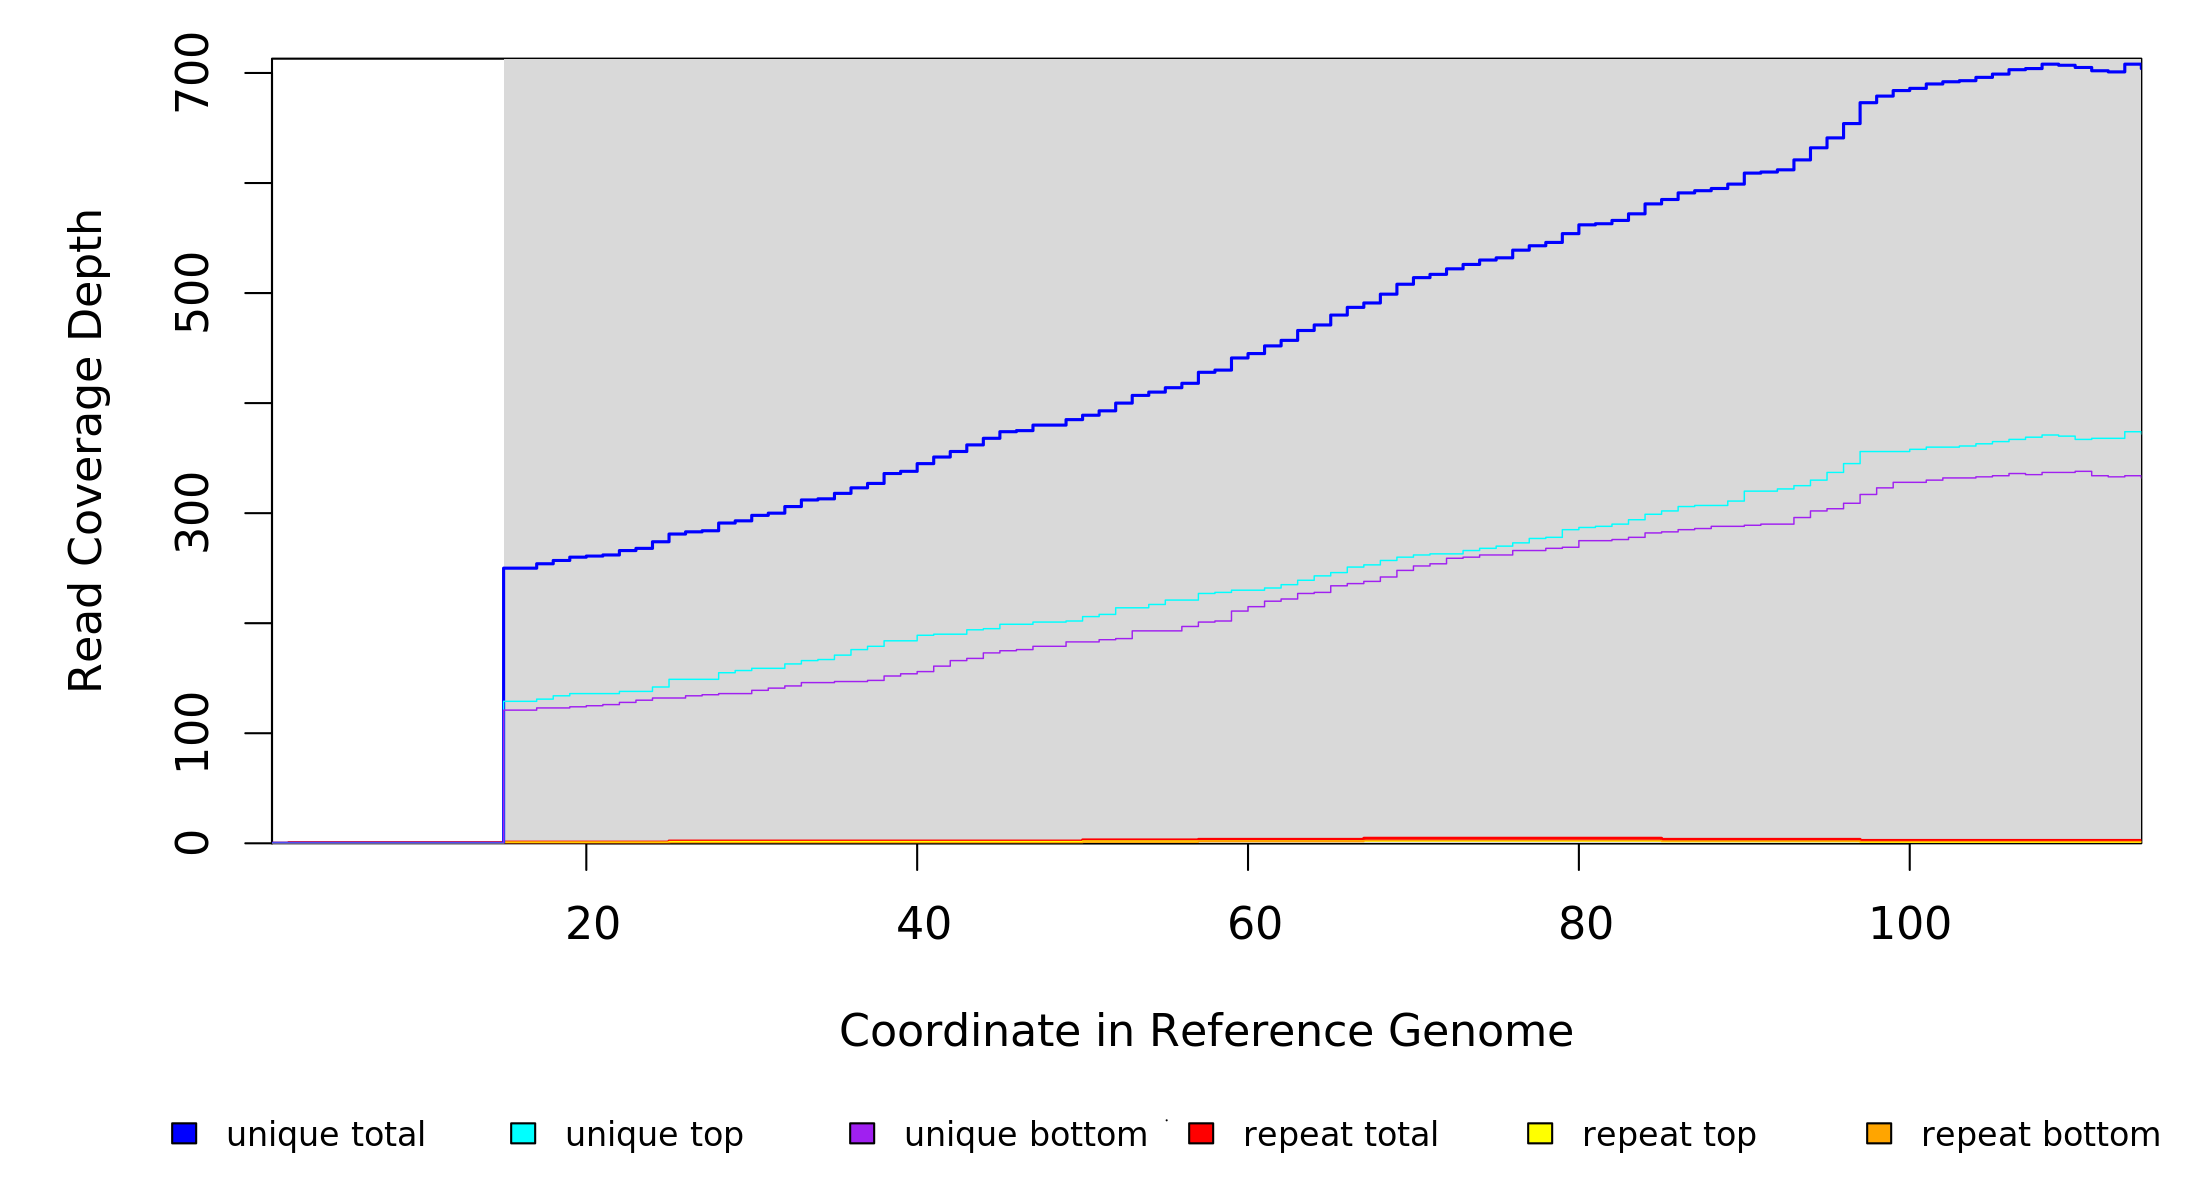 700
500
300
100
0
Read Coverage Depth
20 40 60 80 100
Coordinate in Reference Genome
unique total unique top unique bottom repeat total repeat top repeat bottom